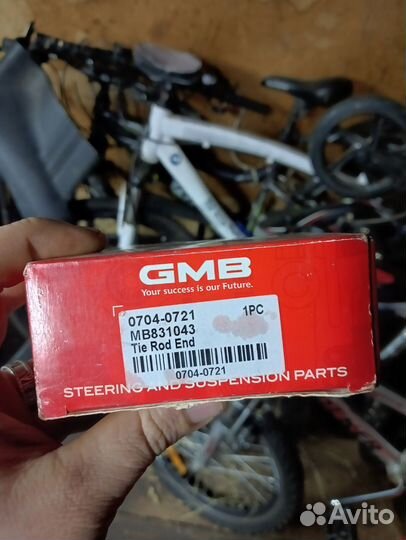 GMB
Your success is our Future.
0704-0721 1PC
MB831043
Tie Rod End
0704-0721
STEERING AND SUSPENSION PARTS
Avito